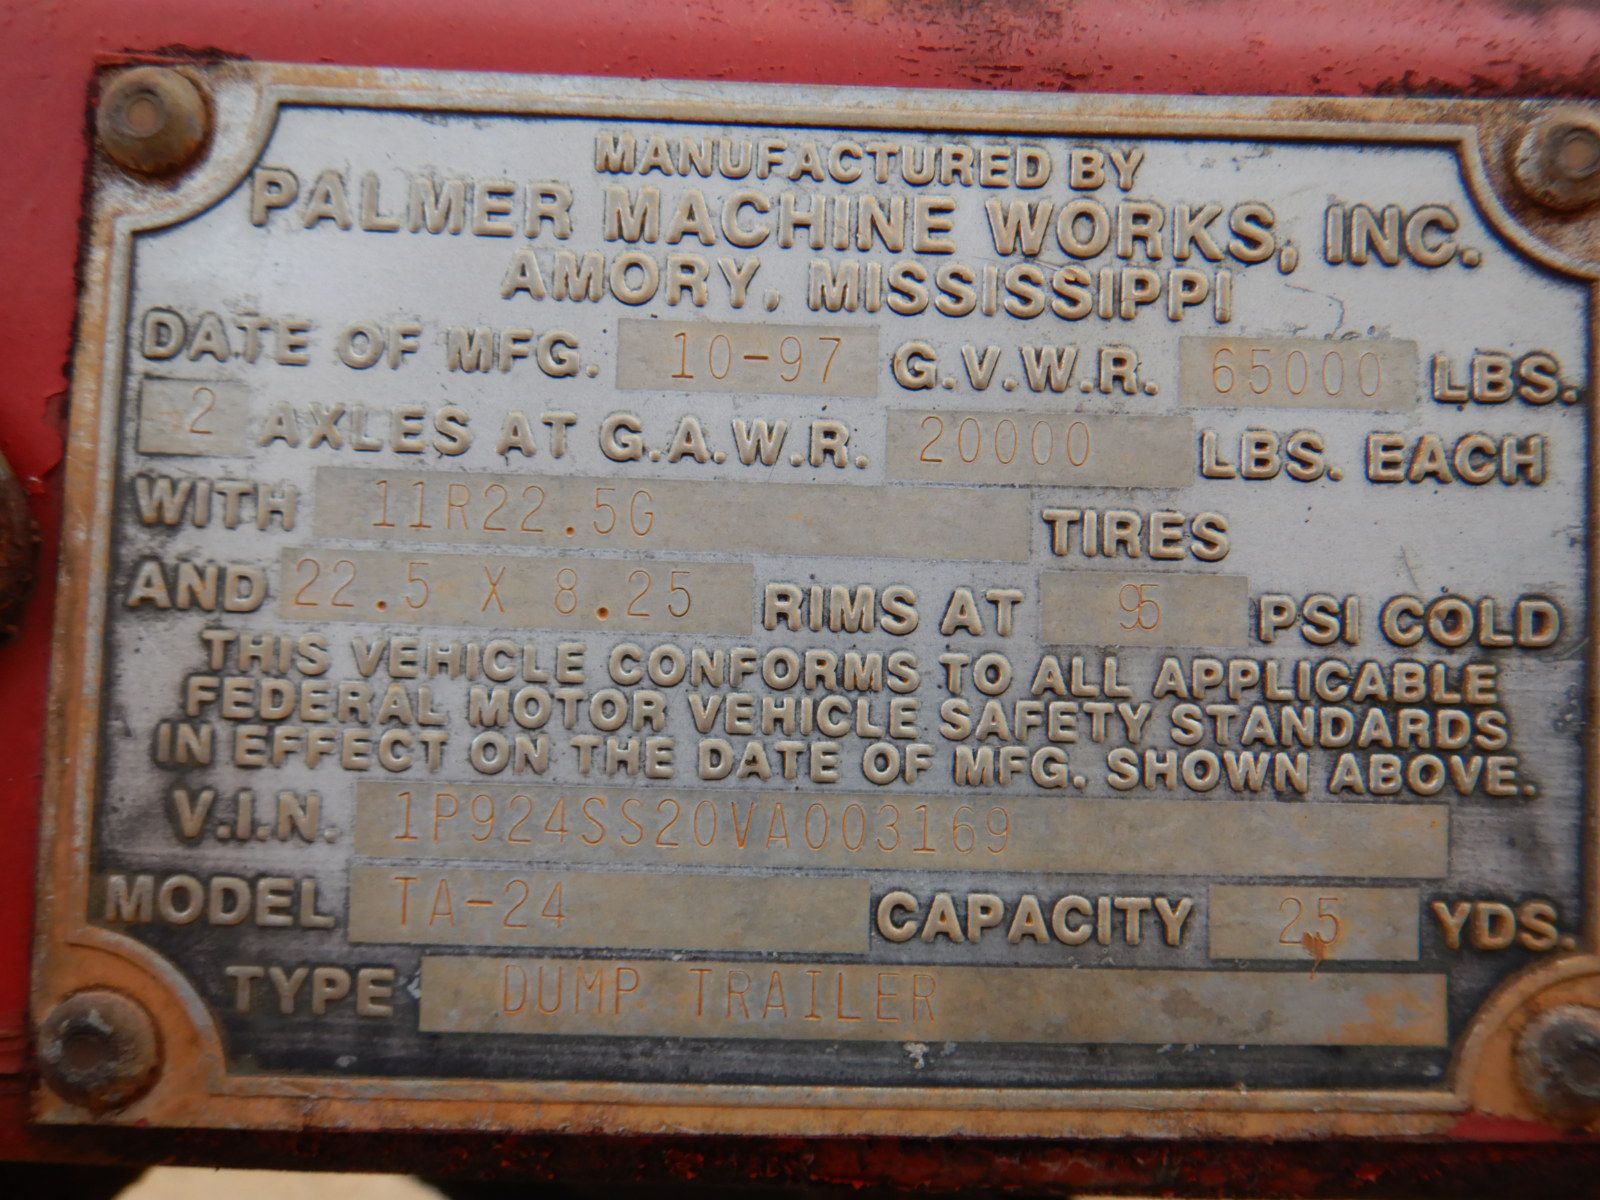 MANUFACTURED BY
PALMER MACHINE WORKS, INC.
AMORY, MISSISSIPPI
DATE OF MFG. 10-97 G.V.W.R. 65000 LBS.
2 AXLES AT G.A.W.R. 20000 LBS. EACH
WITH 11R22.5G TIRES
AND 22.5 X 8.25 RIMS AT 95 PSI COLD
THIS VEHICLE CONFORMS TO ALL APPLICABLE
FEDERAL MOTOR VEHICLE SAFETY STANDARDS
IN EFFECT ON THE DATE OF MFG. SHOWN ABOVE.
V.I.N. 1P924SS20VA003169
MODEL TA-24 CAPACITY 25 YDS.
TYPE DUMP TRAILER